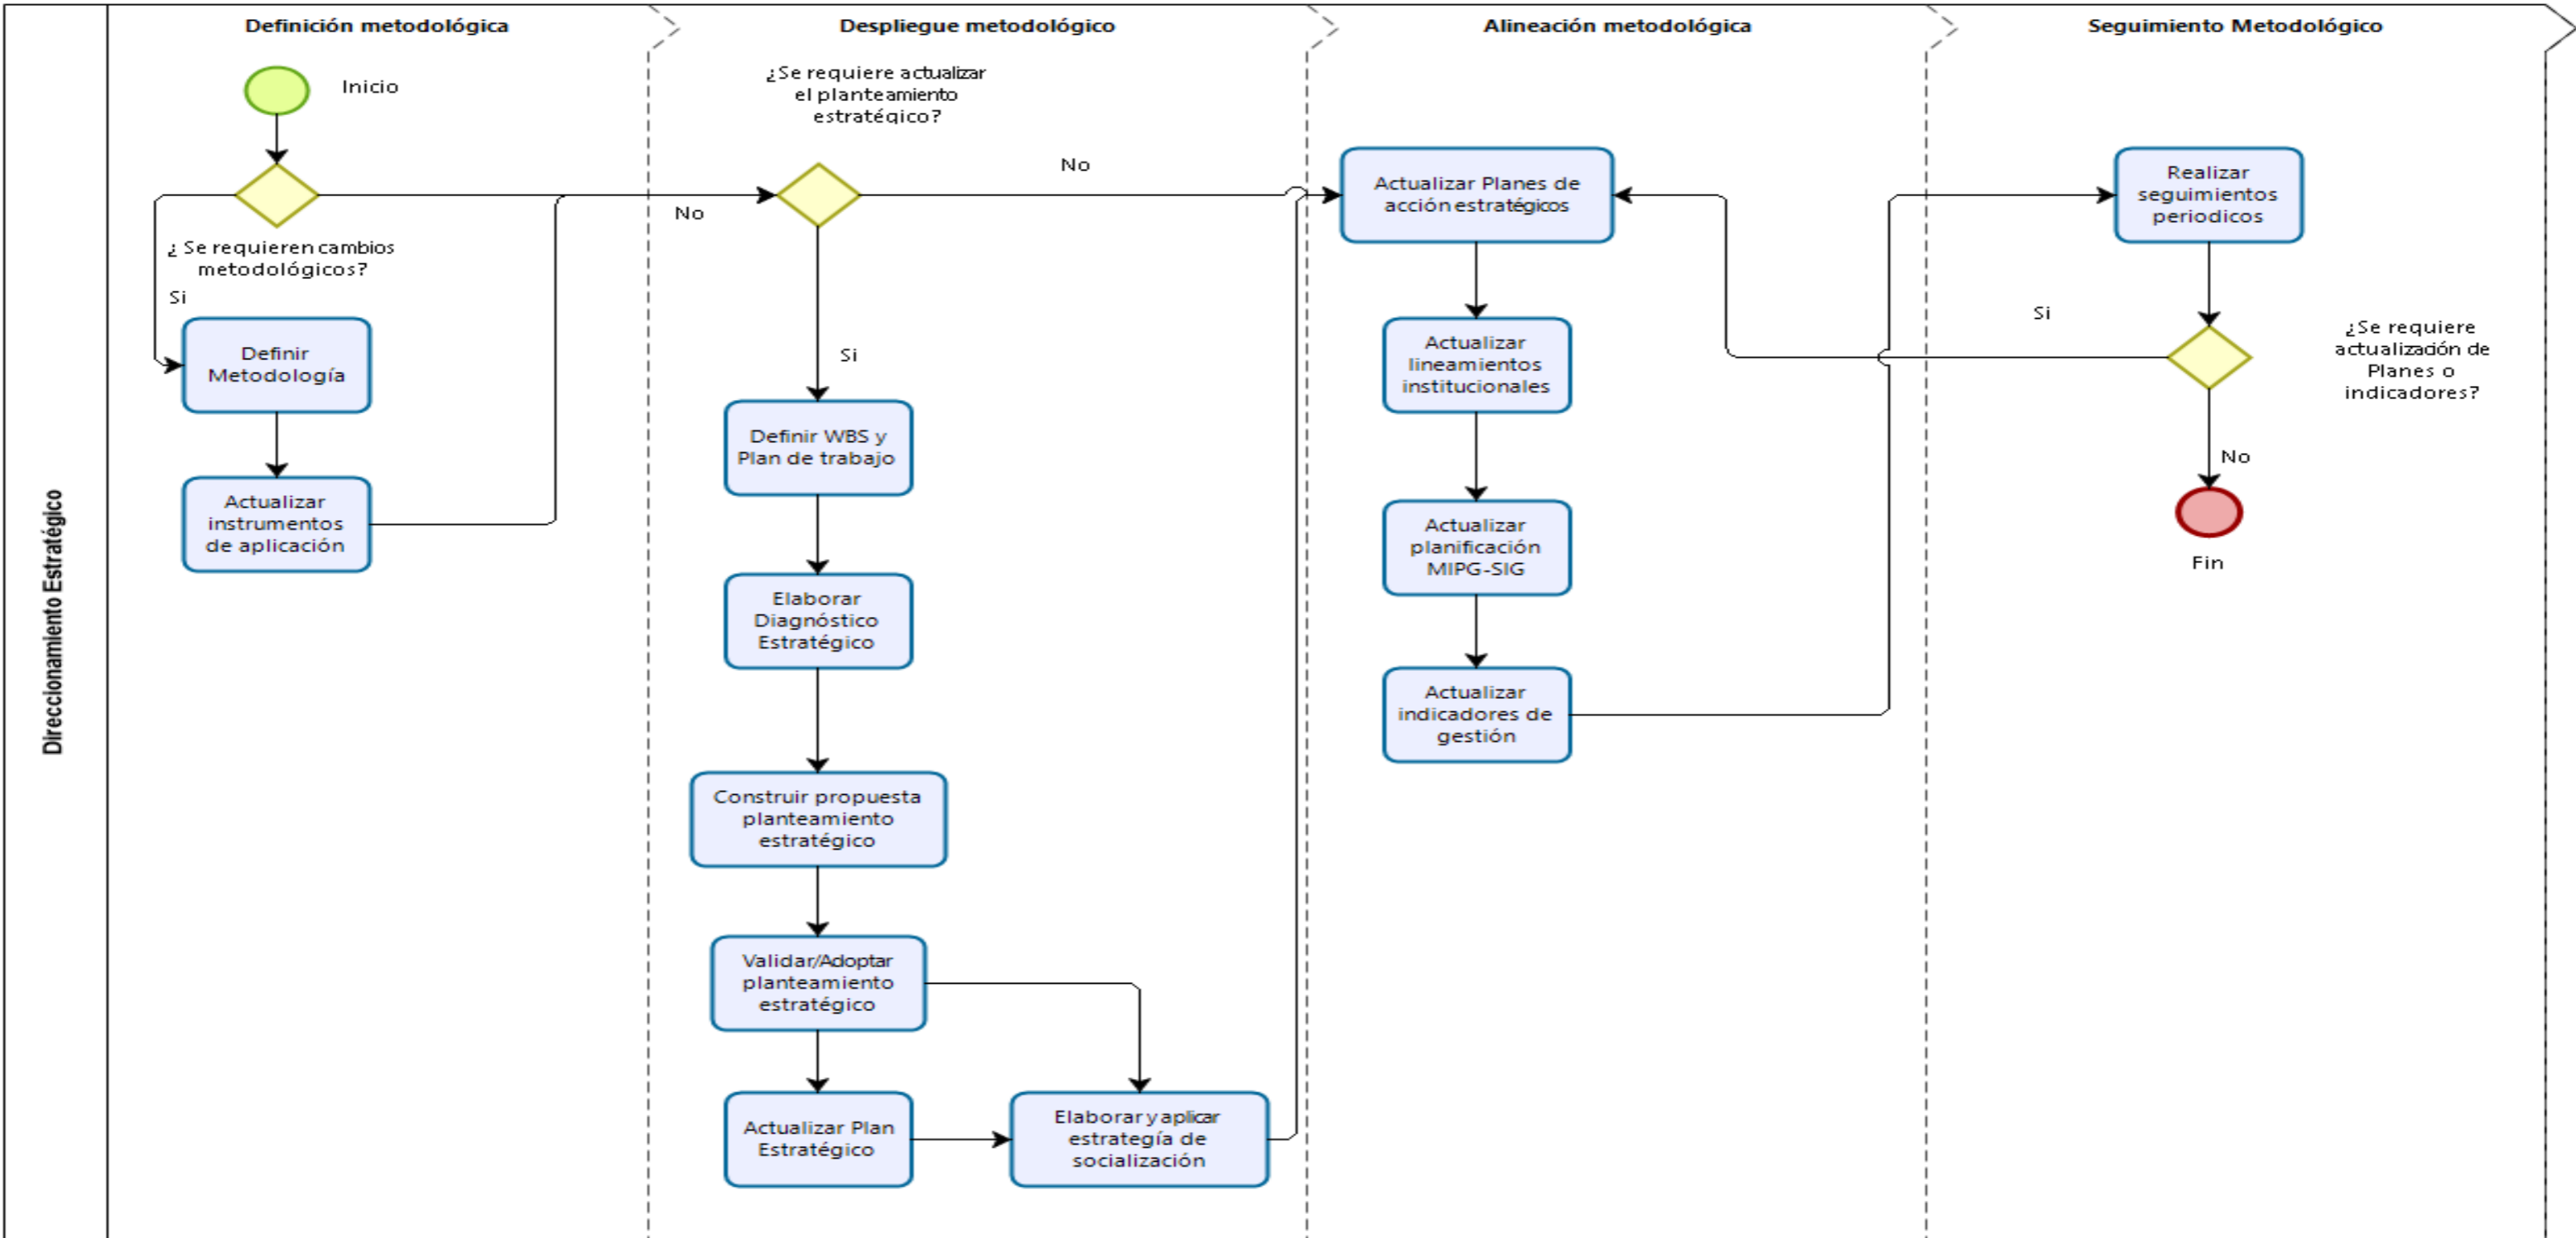 Direccionamiento Estratégico
Definición metodológica
Inicio
¿ Se requieren cambios
metodológicos?
Si
No
Definir
Metodología
Actualizar
instrumentos
de aplicación
Despliegue metodológico
¿Se requiere actualizar
el planteamiento
estratégico?
No
Si
Definir WBS y
Plan de trabajo
Elaborar
Diagnóstico
Estratégico
Construir propuesta
planteamiento
estratégico
Validar/Adoptar
planteamiento
estratégico
Actualizar Plan
Estratégico
Elaborar y aplicar
estrategía de
socialización
Alineación metodológica
Actualizar Planes de
acción estratégicos
Actualizar
lineamientos
institucionales
Actualizar
planificación
MIPG-SIG
Actualizar
indicadores de
gestión
Seguimiento Metodológico
Realizar
seguimientos
periodicos
Si
¿Se requiere
actualización de
Planes o
indicadores?
No
Fin